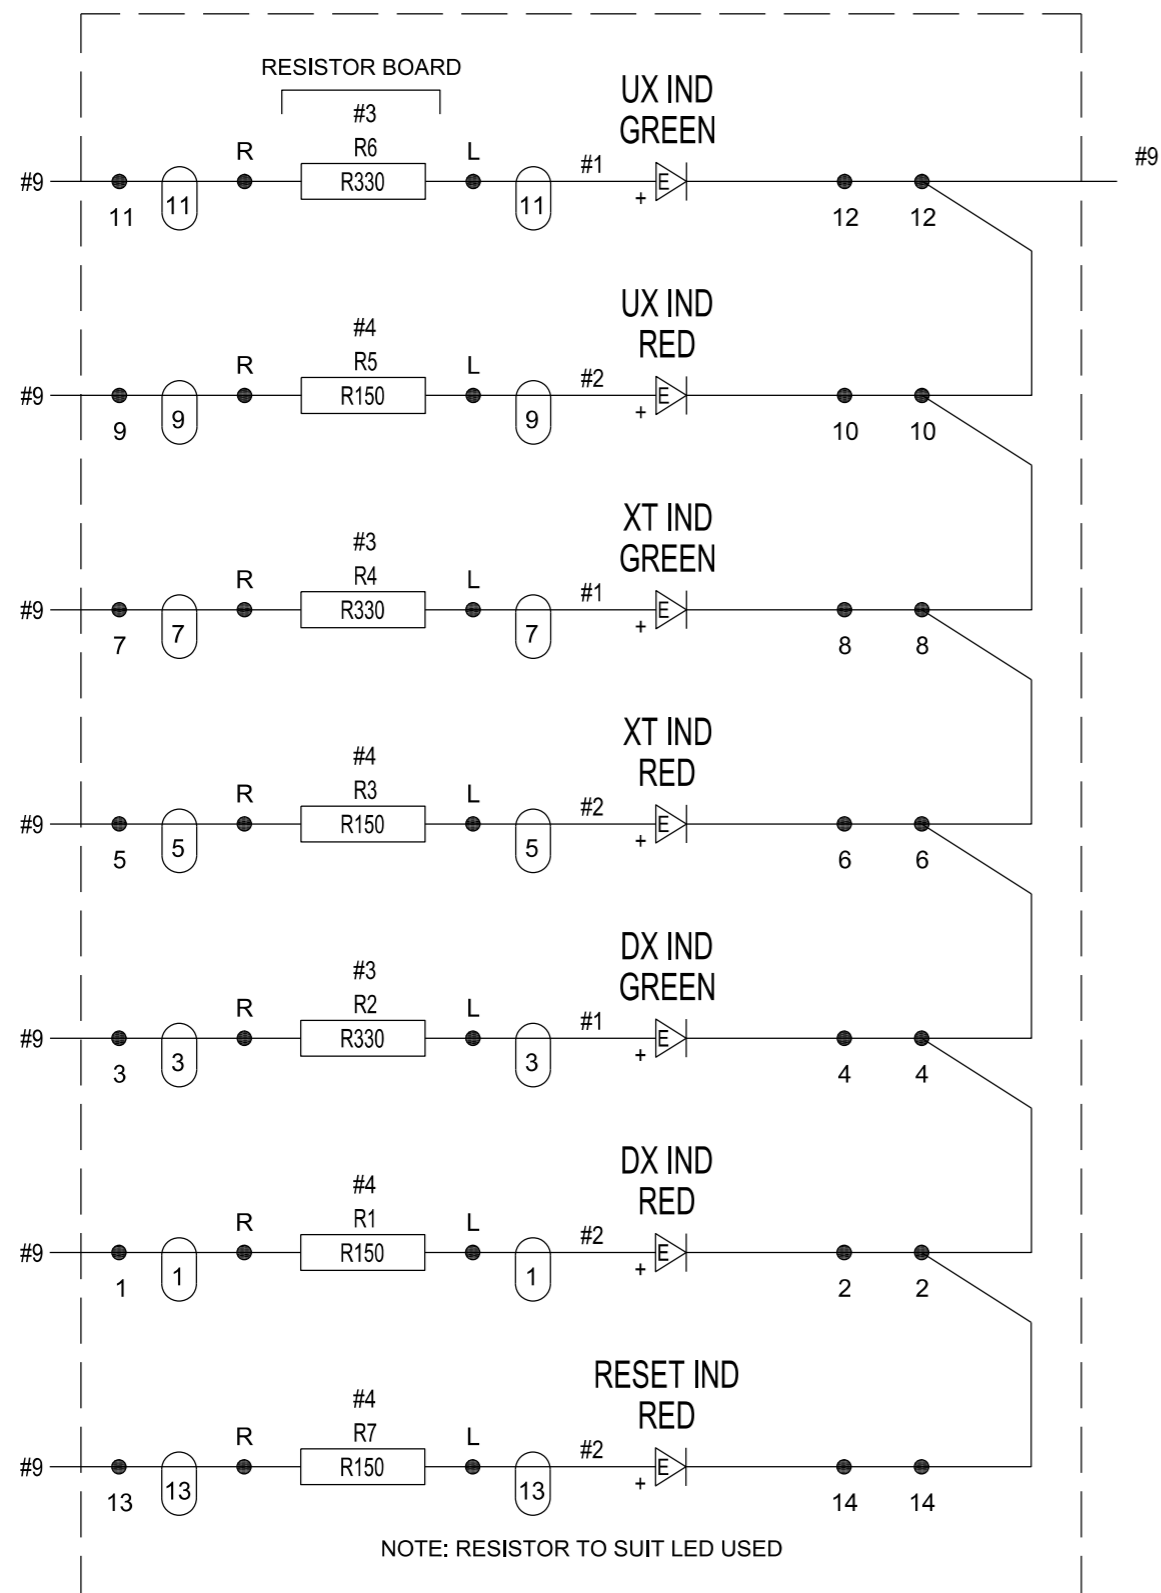 RESISTOR BOARD
UX IND
GREEN
#3
R6
#9 R R330 L #1 E #9
11 11 11 + 12 12
UX IND
RED
#4
R5
#9 R R150 L #2 E
9 9 9 + 10 10
XT IND
GREEN
#3
R4
#9 R R330 L #1 E
7 7 7 + 8 8
XT IND
RED
#4
R3
#9 R R150 L #2 E
5 5 5 + 6 6
DX IND
GREEN
#3
R2
#9 R R330 L #1 E
3 3 3 + 4 4
DX IND
RED
#4
R1
#9 R R150 L #2 E
1 1 1 + 2 2
RESET IND
RED
#4
R7
#9 R R150 L #2 E
13 13 13 + 14 14
NOTE: RESISTOR TO SUIT LED USED